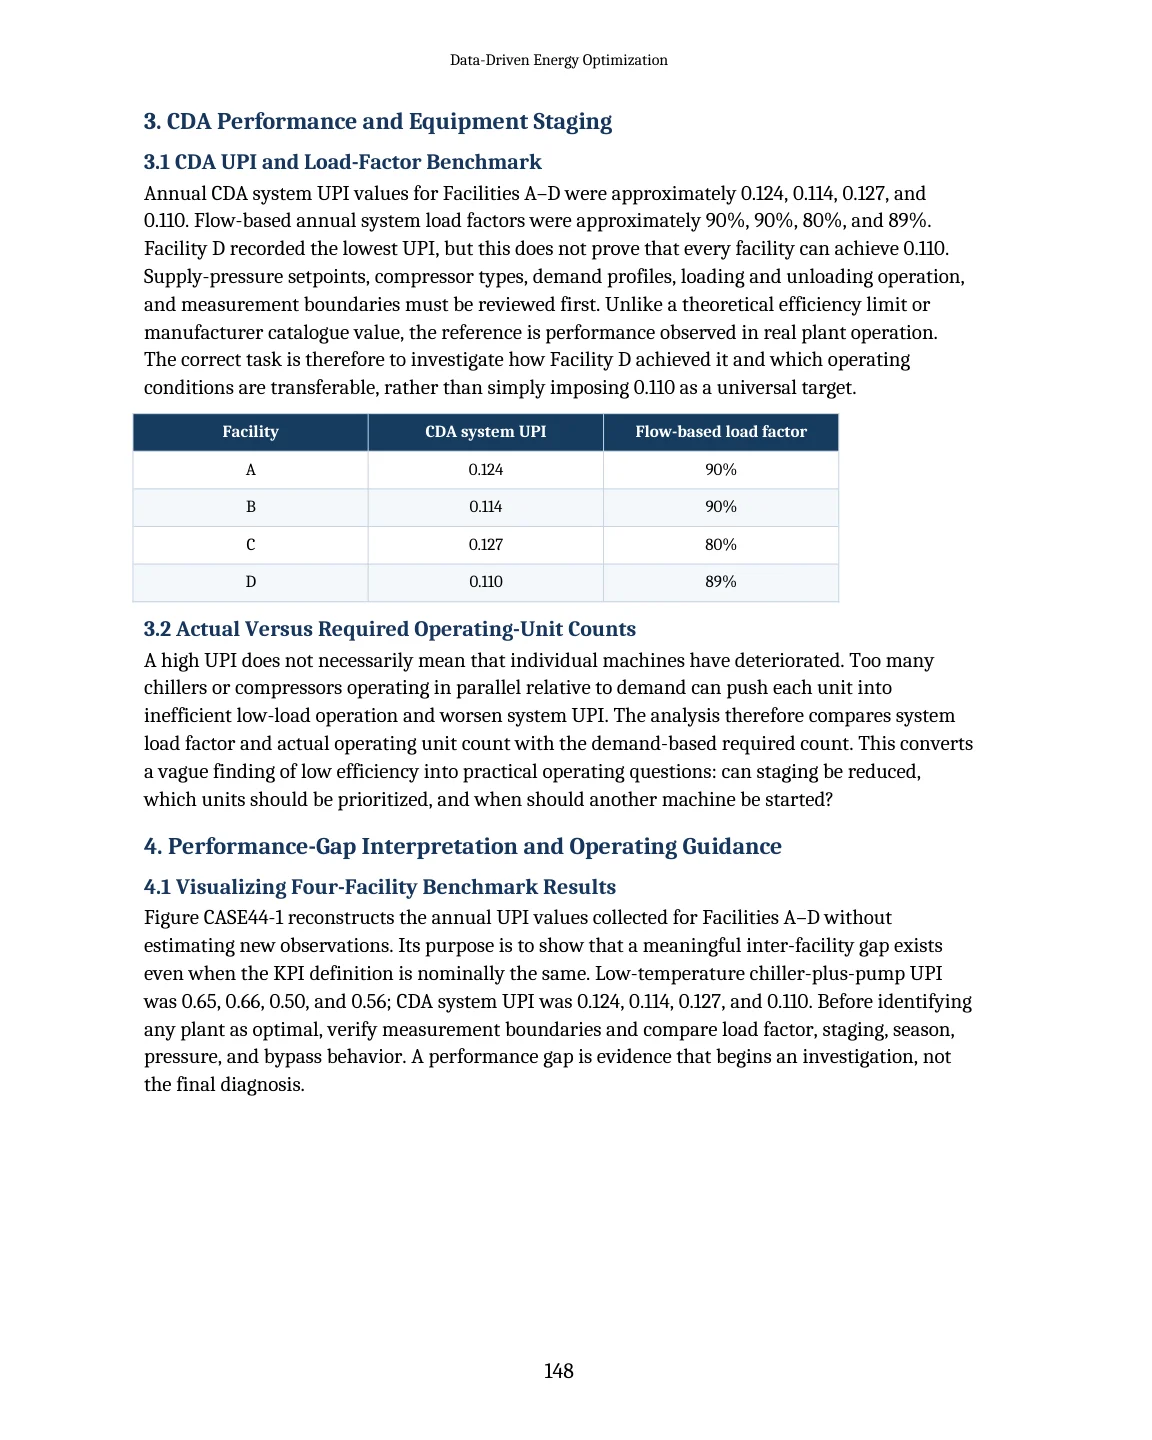 Data-Driven Energy Optimization
3. CDA Performance and Equipment Staging
3.1 CDA UPI and Load-Factor Benchmark
Annual CDA system UPI values for Facilities A–D were approximately 0.124, 0.114, 0.127, and
0.110. Flow-based annual system load factors were approximately 90%, 90%, 80%, and 89%.
Facility D recorded the lowest UPI, but this does not prove that every facility can achieve 0.110.
Supply-pressure setpoints, compressor types, demand profiles, loading and unloading operation,
and measurement boundaries must be reviewed first. Unlike a theoretical efficiency limit or
manufacturer catalogue value, the reference is performance observed in real plant operation.
The correct task is therefore to investigate how Facility D achieved it and which operating
conditions are transferable, rather than simply imposing 0.110 as a universal target.
Facility CDA system UPI Flow-based load factor
A 0.124 90%
B 0.114 90%
C 0.127 80%
D 0.110 89%
3.2 Actual Versus Required Operating-Unit Counts
A high UPI does not necessarily mean that individual machines have deteriorated. Too many
chillers or compressors operating in parallel relative to demand can push each unit into
inefficient low-load operation and worsen system UPI. The analysis therefore compares system
load factor and actual operating unit count with the demand-based required count. This converts
a vague finding of low efficiency into practical operating questions: can staging be reduced,
which units should be prioritized, and when should another machine be started?
4. Performance-Gap Interpretation and Operating Guidance
4.1 Visualizing Four-Facility Benchmark Results
Figure CASE44-1 reconstructs the annual UPI values collected for Facilities A–D without
estimating new observations. Its purpose is to show that a meaningful inter-facility gap exists
even when the KPI definition is nominally the same. Low-temperature chiller-plus-pump UPI
was 0.65, 0.66, 0.50, and 0.56; CDA system UPI was 0.124, 0.114, 0.127, and 0.110. Before identifying
any plant as optimal, verify measurement boundaries and compare load factor, staging, season,
pressure, and bypass behavior. A performance gap is evidence that begins an investigation, not
the final diagnosis.
148